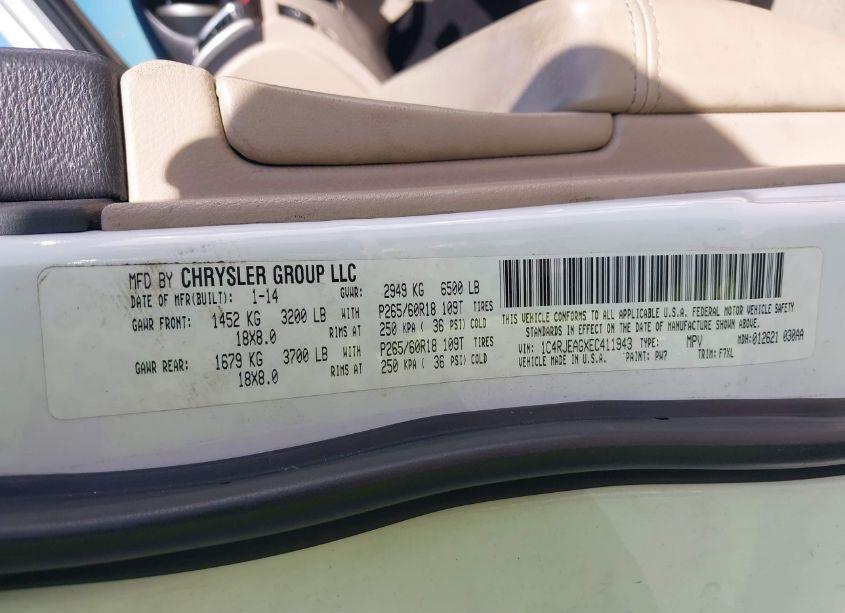 MFD BY CHRYSLER GROUP LLC
DATE OF MFR(BUILT): 1-14 GVWR: 2949 KG 6500 LB
GAWR FRONT: 1452 KG 3200 LB WITH P265/60R18 109T TIRES
18X8.0 RIMS AT 250 KPA ( 36 PSI) COLD
GAWR REAR: 1679 KG 3700 LB WITH P265/60R18 109T TIRES
18X8.0 RIMS AT 250 KPA ( 36 PSI) COLD
THIS VEHICLE CONFORMS TO ALL APPLICABLE U.S.A. FEDERAL MOTOR VEHICLE SAFETY
STANDARDS IN EFFECT ON THE DATE OF MANUFACTURE SHOWN ABOVE.
VIN: 1C4RJEAGXEC411943 TYPE: MPV MDH: 012621 030AA
VEHICLE MADE IN U.S.A. PAINT: PW7 TRIM: F7XL